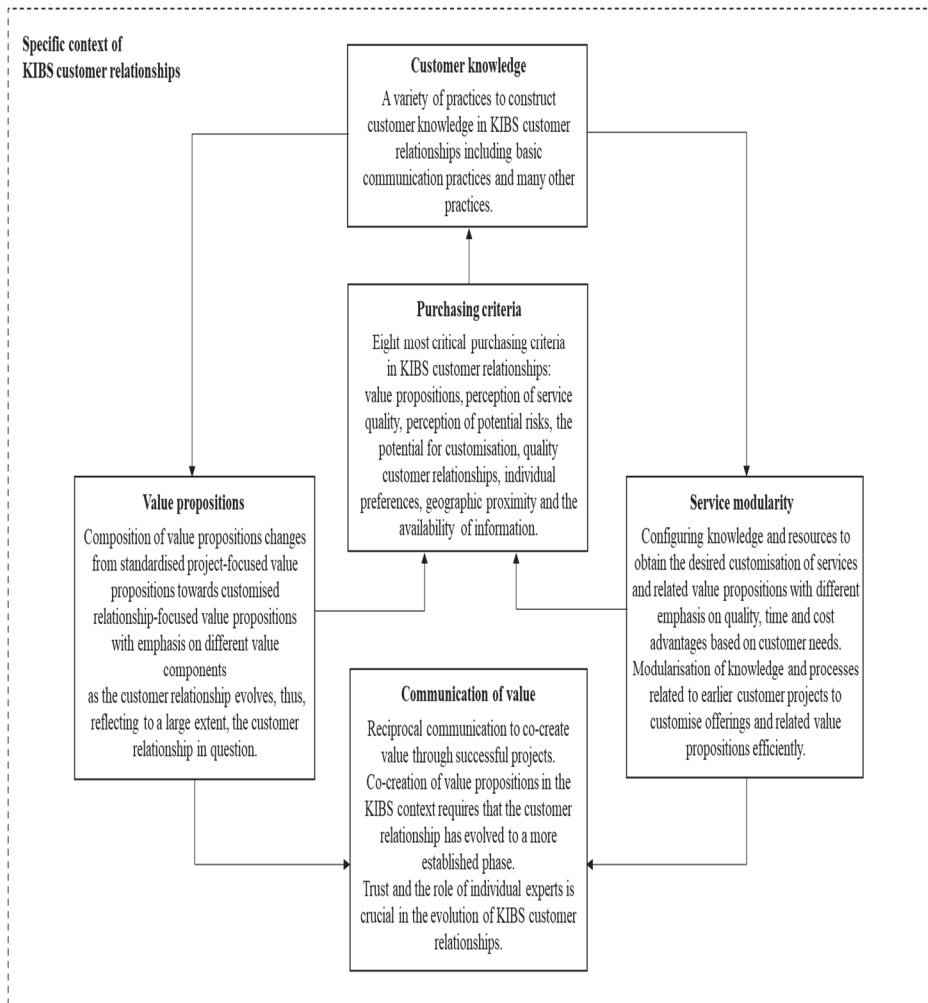 Specific context of
KIBS customer relationships
Customer knowledge
A variety of practices to construct
customer knowledge in KIBS customer
relationships including basic
communication practices and many other
practices.
Purchasing criteria
Eight most critical purchasing criteria
in KIBS customer relationships:
value propositions, perception of service
quality, perception of potential risks, the
potential for customisation, quality
customer relationships, individual
preferences, geographic proximity and the
availability of information.
Value propositions
Composition of value propositions changes
from standardised project-focused value
propositions towards customised
relationship-focused value propositions
with emphasis on different value
components
as the customer relationship evolves, thus,
reflecting to a large extent, the customer
relationship in question.
Service modularity
Configuring knowledge and resources to
obtain the desired customisation of services
and related value propositions with different
emphasis on quality, time and cost
advantages based on customer needs.
Modularisation of knowledge and processes
related to earlier customer projects to
customise offerings and related value
propositions efficiently.
Communication of value
Reciprocal communication to co-create
value through successful projects.
Co-creation of value propositions in the
KIBS context requires that the customer
relationship has evolved to a more
established phase.
Trust and the role of individual experts is
crucial in the evolution of KIBS customer
relationships.